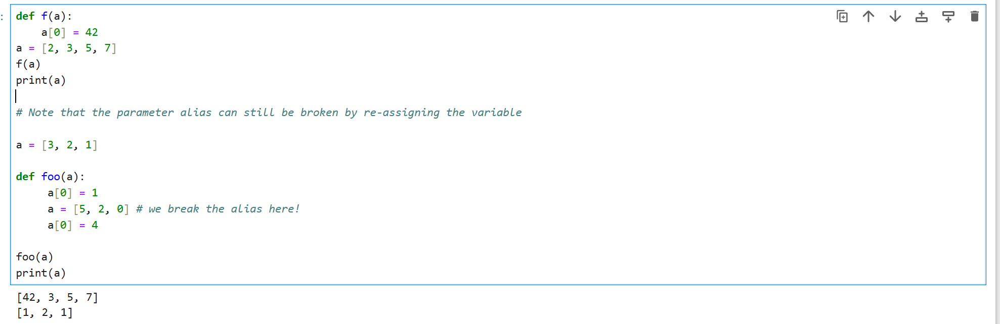 :
def f(a):
    a[0] = 42
a = [2, 3, 5, 7]
f(a)
print(a)

# Note that the parameter alias can still be broken by re-assigning the variable

a = [3, 2, 1]

def foo(a):
     a[0] = 1
     a = [5, 2, 0] # we break the alias here!
     a[0] = 4

foo(a)
print(a)
[42, 3, 5, 7]
[1, 2, 1]